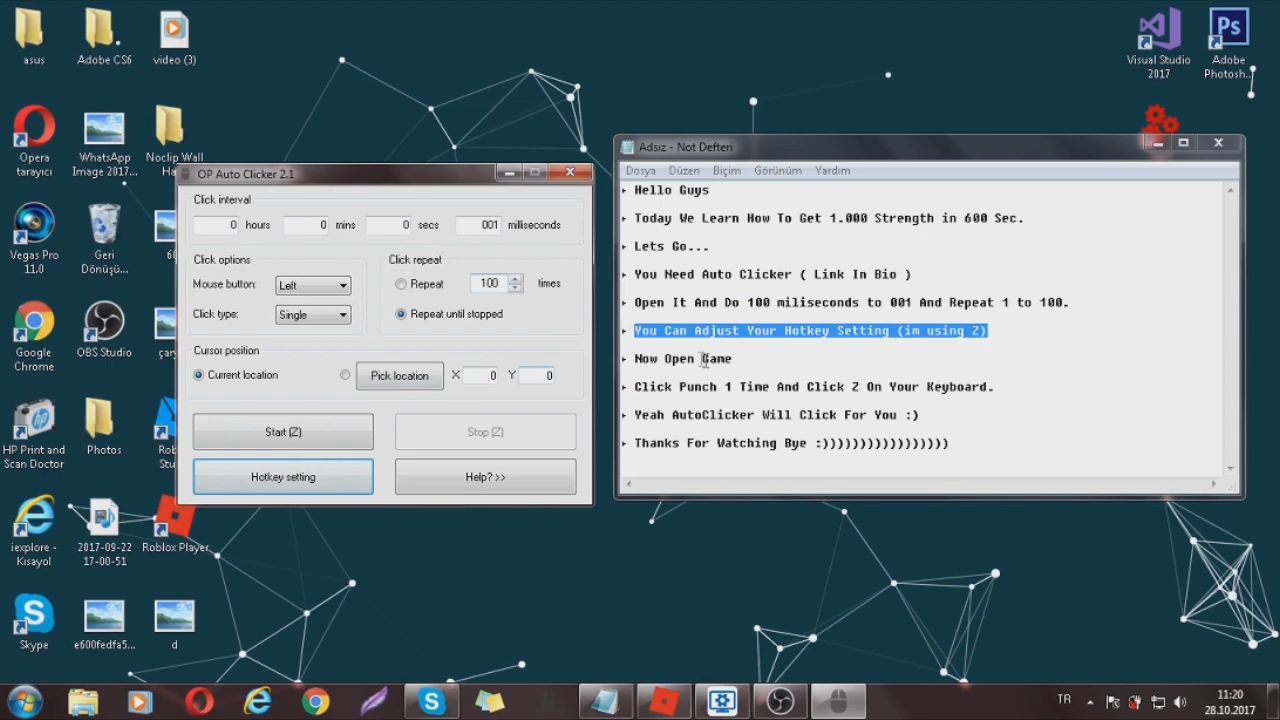 asus
Adobe CS6
video (3)
Visual Studio
2017
Ps
Adobe
Photosh...
Opera
tarayıcı
WhatsApp
Image 2017...
Noclip Wall
Vegas Pro
11.0
Geri
Dönüşü...
Google
Chrome
OBS Studio
HP Print and
Scan Doctor
Photos
iexplore -
Kısayol
2017-09-22
17-00-51
Roblox Player
Skype
e600fedfa5...
d
OP Auto Clicker 2.1
Click interval
0 hours 0 mins 0 secs 001 milliseconds
Click options
Mouse button: Left
Click type: Single
Click repeat
Repeat 100 times
Repeat until stopped
Cursor position
Current location Pick location X 0 Y 0
Start (Z) Stop (Z)
Hotkey setting Help? >>
Adsız - Not Defteri
Dosya Düzen Biçim Görünüm Yardım
Hello Guys
Today We Learn How To Get 1.000 Strength in 600 Sec.
Lets Go...
You Need Auto Clicker ( Link In Bio )
Open It And Do 100 miliseconds to 001 And Repeat 1 to 100.
You Can Adjust Your Hotkey Setting (im using Z)
Now Open Game
Click Punch 1 Time And Click Z On Your Keyboard.
Yeah AutoClicker Will Click For You :)
Thanks For Watching Bye :)))))))))))))))))
TR
11:20
28.10.2017